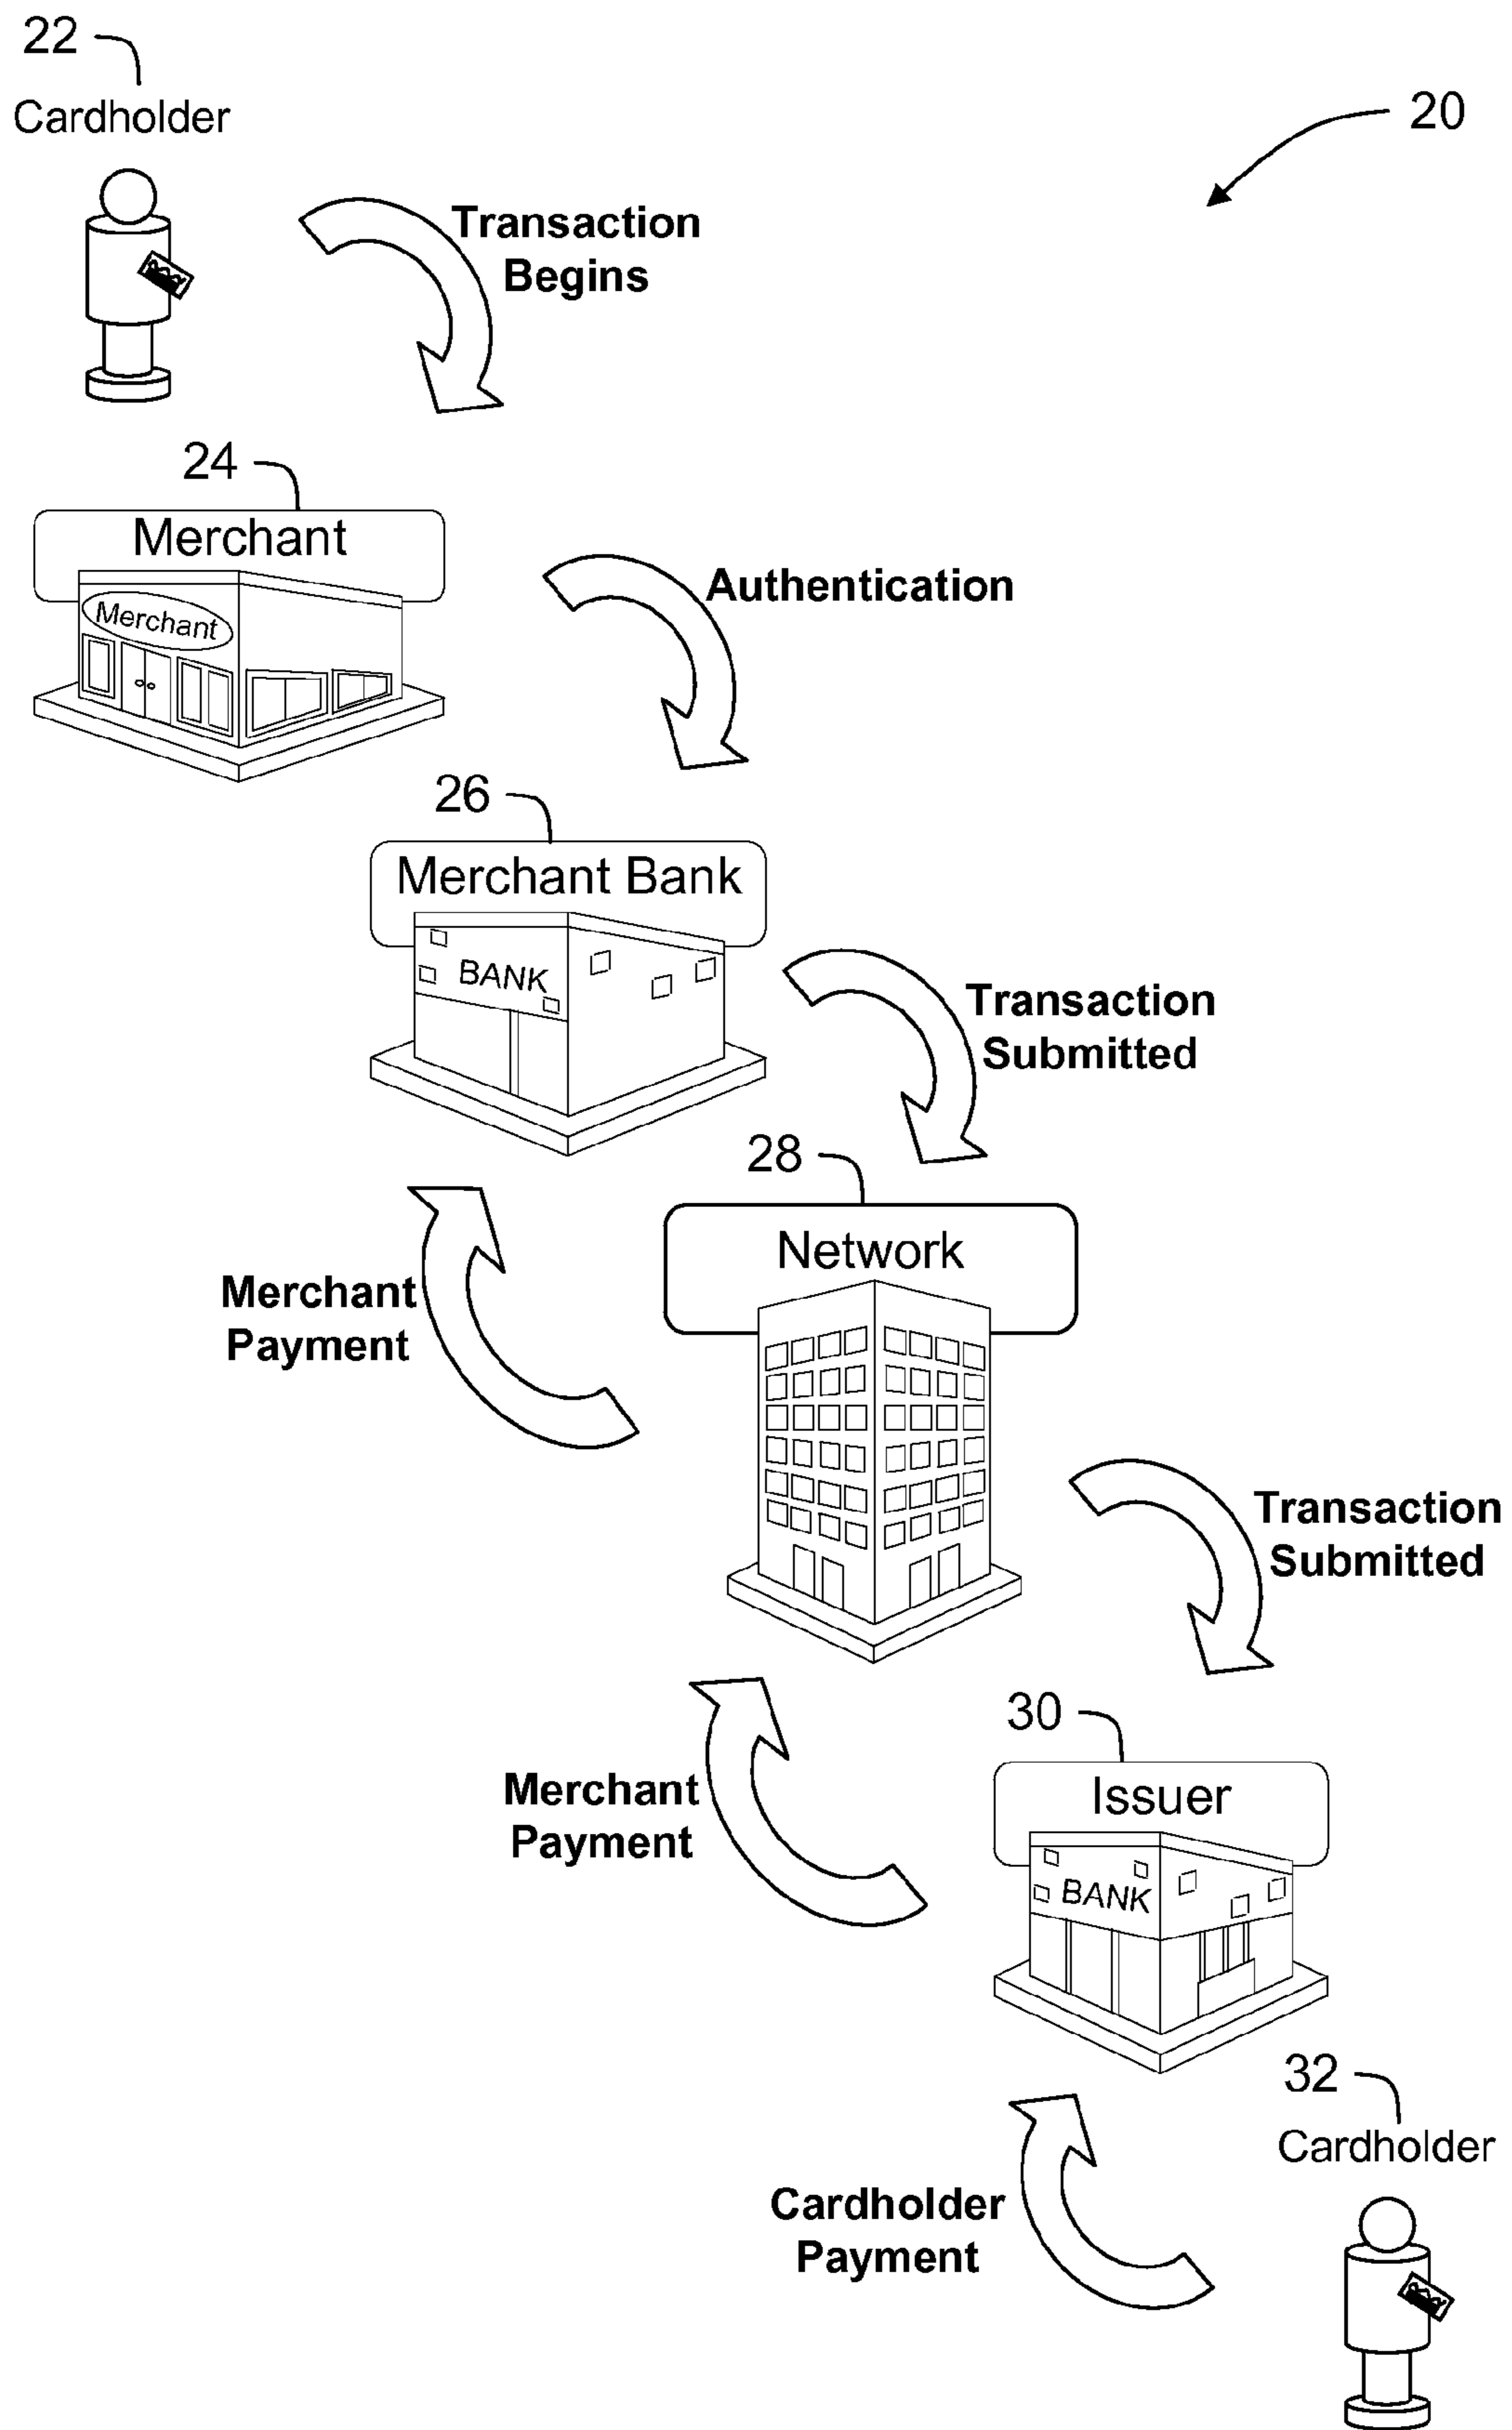 22
Cardholder
20
Transaction
Begins
24
Merchant
Merchant
Authentication
26
Merchant Bank
BANK
Transaction
Submitted
28
Network
Merchant
Payment
Transaction
Submitted
30
Issuer
BANK
Merchant
Payment
32
Cardholder
Cardholder
Payment